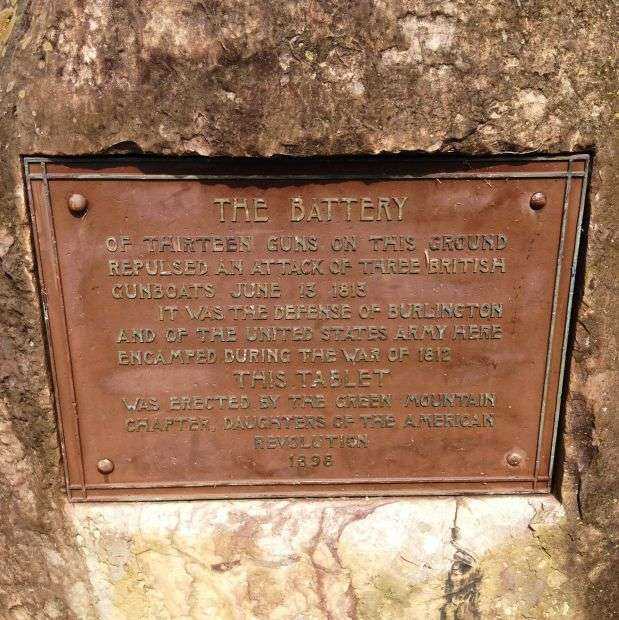 THE BATTERY
OF THIRTEEN GUNS ON THIS GROUND
REPULSED AN ATTACK OF THREE BRITISH
GUNBOATS JUNE 13 1813
IT WAS THE DEFENSE OF BURLINGTON
AND OF THE UNITED STATES ARMY HERE
ENCAMPED DURING THE WAR OF 1812
THIS TABLET
WAS ERECTED BY THE GREEN MOUNTAIN
CHAPTER, DAUGHTERS OF THE AMERICAN
REVOLUTION
1898